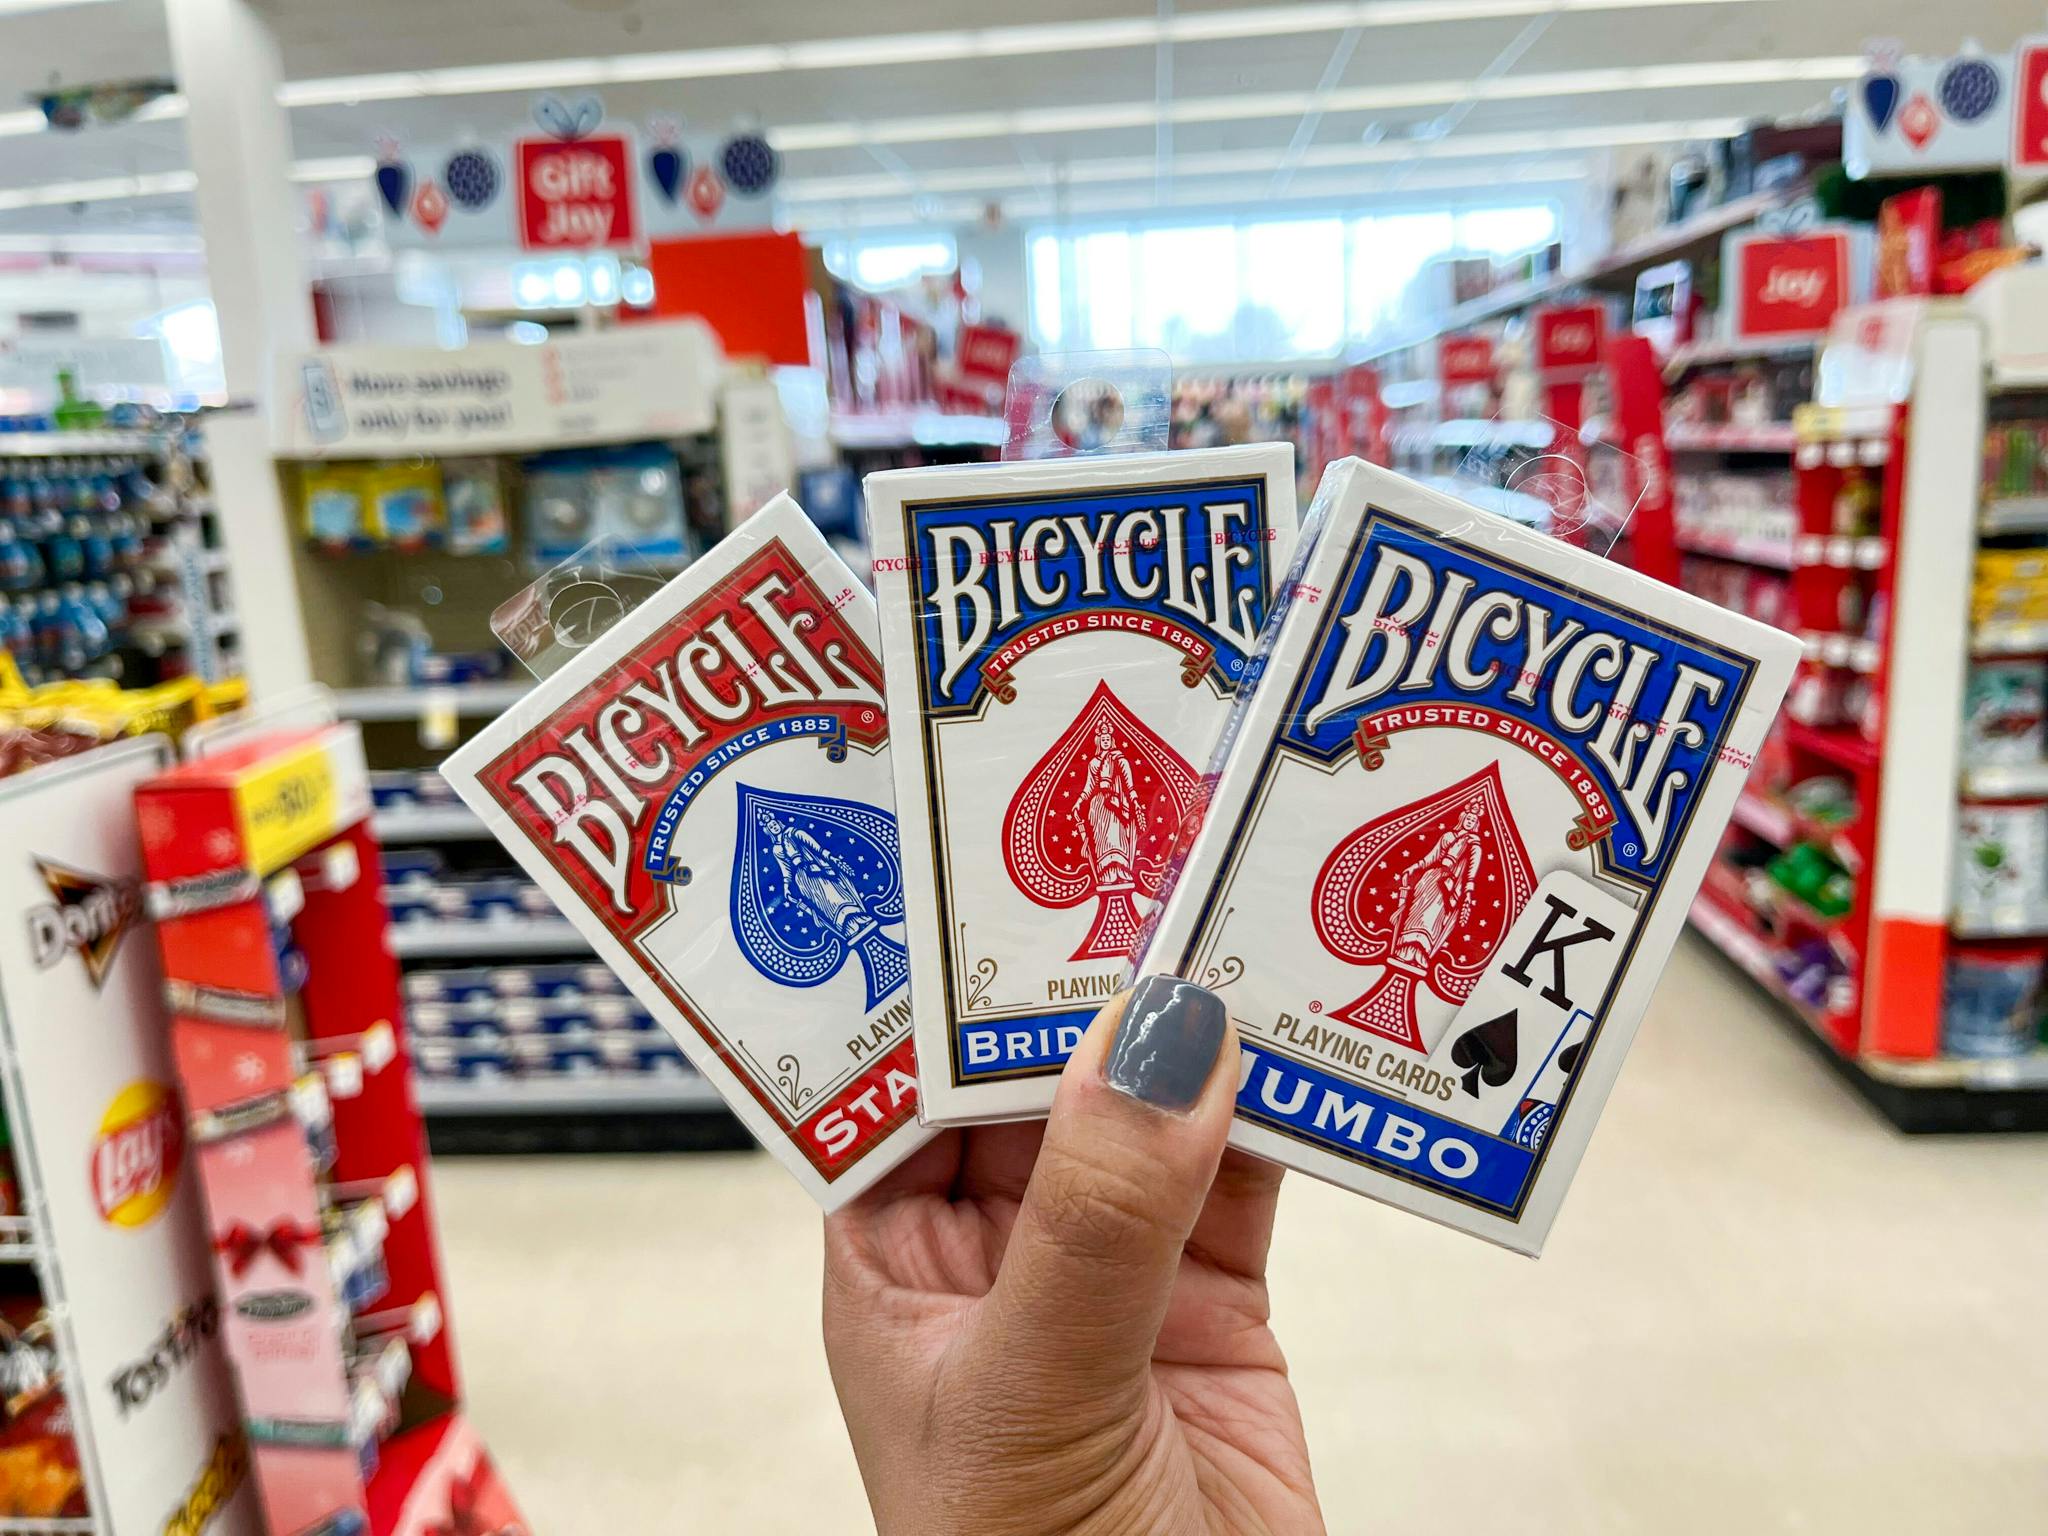 Gift
Joy
Joy
More savings
only for you!
BICYCLE
TRUSTED SINCE 1885
PLAYIN
STA
BICYCLE
TRUSTED SINCE 1885
PLAYING
BRID
BICYCLE
TRUSTED SINCE 1885
K
PLAYING CARDS
JUMBO
Lay's
TOSTITOS